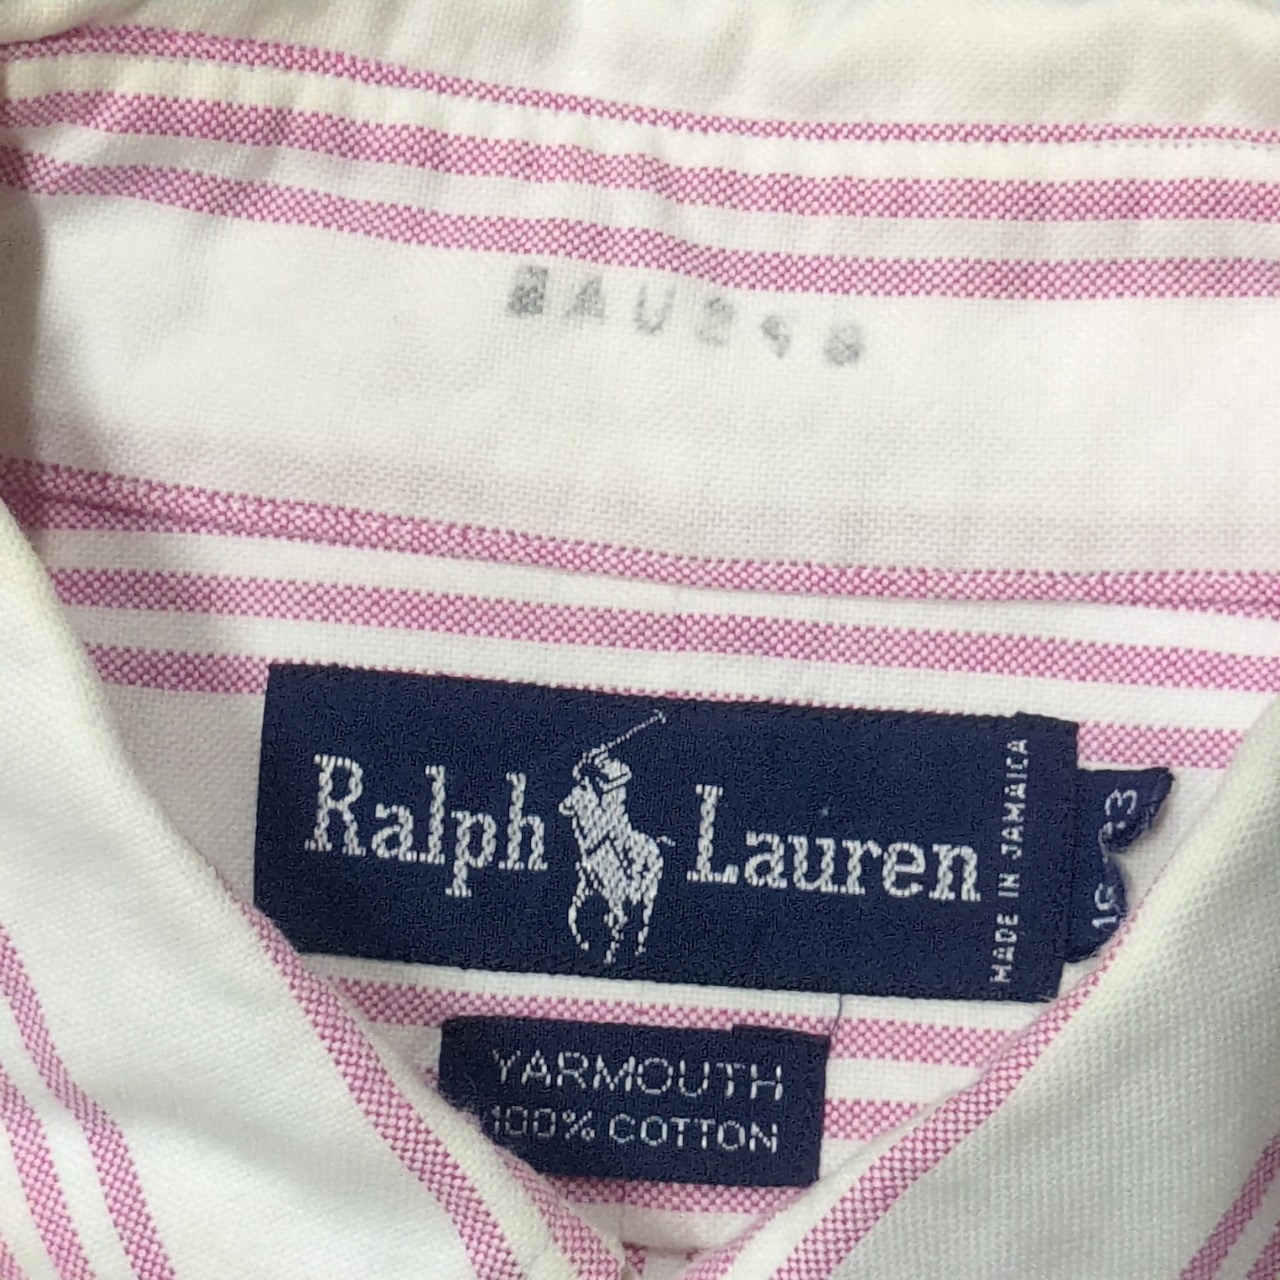 Ralph Lauren
MADE IN JAMAICA
YARMOUTH
100% COTTON